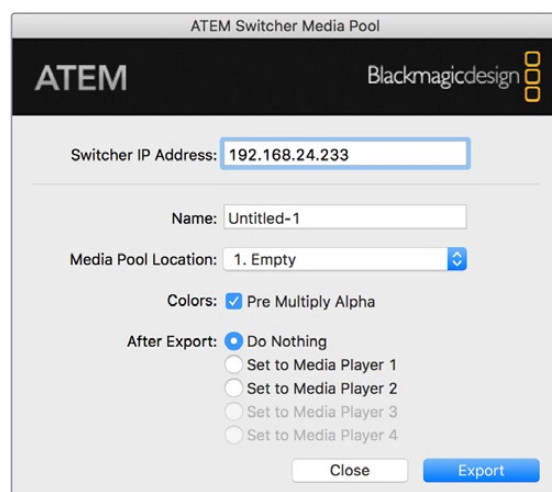 ATEM Switcher Media Pool
ATEM
Blackmagicdesign
Switcher IP Address: 192.168.24.233
Name: Untitled-1
Media Pool Location: 1. Empty
Colors: Pre Multiply Alpha
After Export: Do Nothing
Set to Media Player 1
Set to Media Player 2
Set to Media Player 3
Set to Media Player 4
Close Export